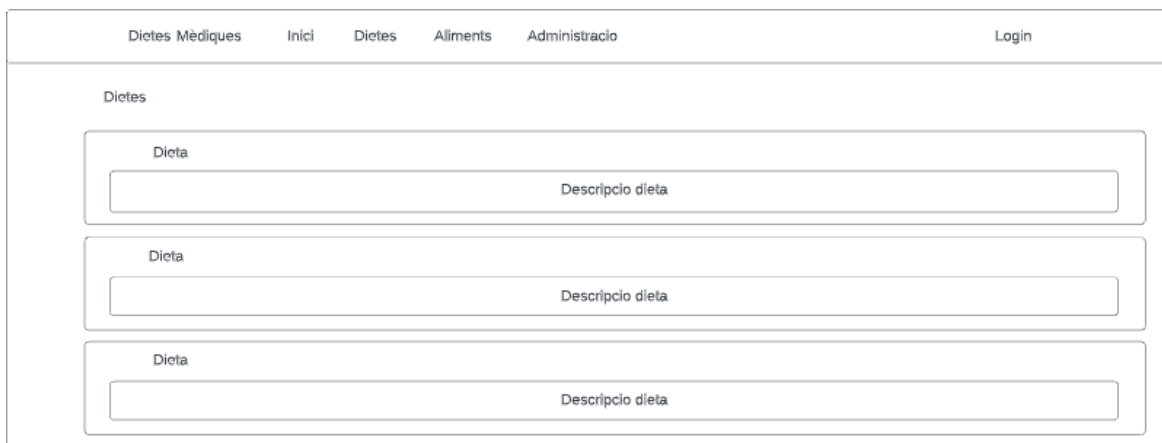 Dietes Mèdiques Inici Dietes Aliments Administracio Login
Dietes
Dieta
Descripcio dieta
Dieta
Descripcio dieta
Dieta
Descripcio dieta